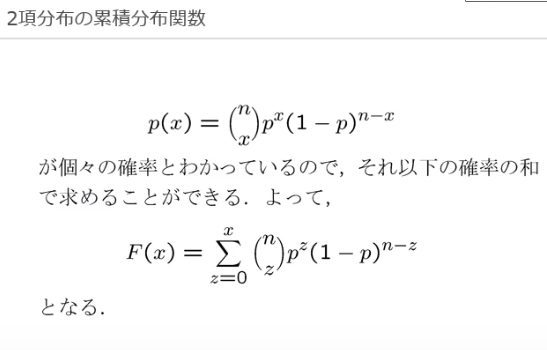 2項分布の累積分布関数
p(x) = \binom{n}{x} p^x (1 − p)^{n−x}
が個々の確率とわかっているので，それ以下の確率の和
で求めることができる．よって，
F(x) = \sum_{z=0}^{x} \binom{n}{z} p^z (1 − p)^{n−z}
となる．